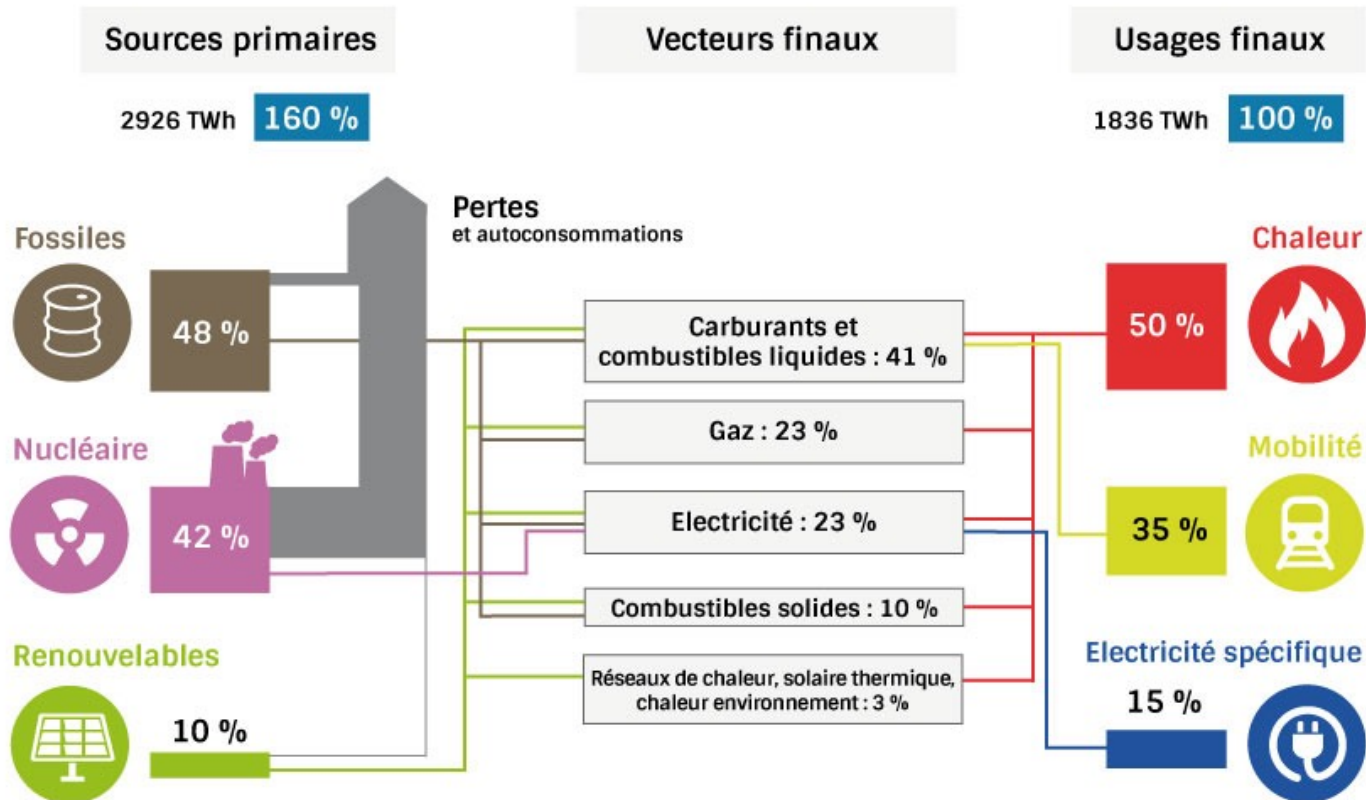 Sources primaires
Vecteurs finaux
Usages finaux
2926 TWh
160 %
1836 TWh
100 %
Pertes
et autoconsommations
Fossiles
48 %
Nucléaire
42 %
Renouvelables
10 %
Carburants et
combustibles liquides : 41 %
Gaz : 23 %
Electricité : 23 %
Combustibles solides : 10 %
Réseaux de chaleur, solaire thermique,
chaleur environnement : 3 %
Chaleur
50 %
Mobilité
35 %
Electricité spécifique
15 %